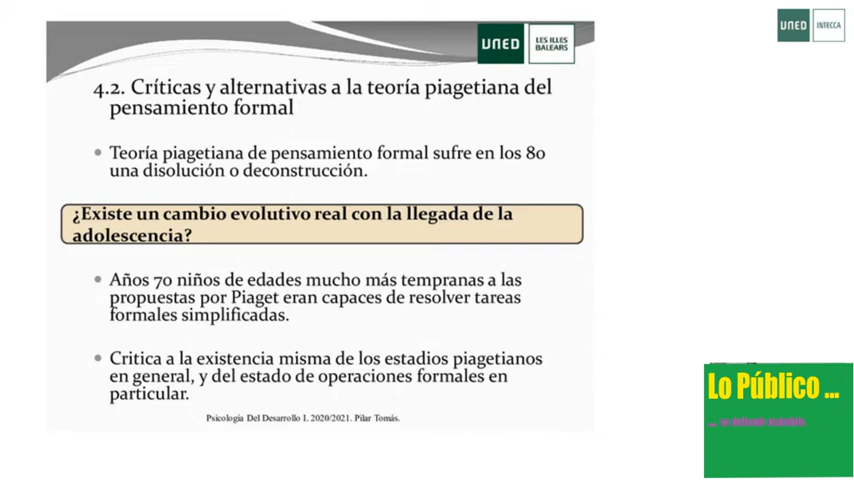 UNED
LES ILLES
BALEARS
UNED
INTECCA
4.2. Críticas y alternativas a la teoría piagetiana del
pensamiento formal
Teoría piagetiana de pensamiento formal sufre en los 80
una disolución o deconstrucción.
¿Existe un cambio evolutivo real con la llegada de la
adolescencia?
Años 70 niños de edades mucho más tempranas a las
propuestas por Piaget eran capaces de resolver tareas
formales simplificadas.
Critica a la existencia misma de los estadios piagetianos
en general, y del estado de operaciones formales en
particular.
Psicología Del Desarrollo I. 2020/2021. Pilar Tomás.
Lo Público ...